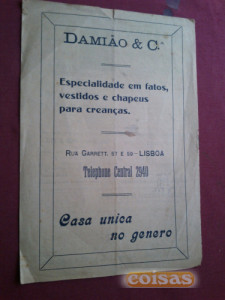 DAMIÃO & C.ª
Especialidade em fatos,
vestidos e chapeus
para creanças.
RUA GARRETT, 57 E 59 - LISBOA
Telephone Central 2840
Casa unica
no genero
coisas